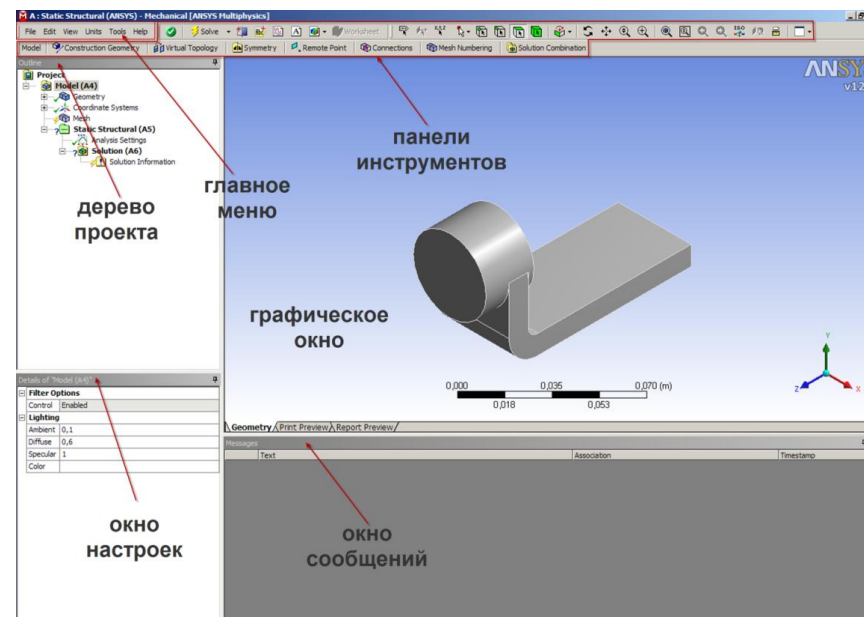 A : Static Structural (ANSYS) - Mechanical [ANSYS Multiphysics]
File Edit View Units Tools Help Solve Worksheet
Model Construction Geometry Virtual Topology Symmetry Remote Point Connections Mesh Numbering Solution Combination
Outline
Project
Model (A4)
Geometry
Coordinate Systems
Mesh
Static Structural (A5)
Analysis Settings
Solution (A6)
Solution Information
ANSYS
v12
панели
инструментов
главное
меню
дерево
проекта
графическое
окно
0,000 0,035 0,070 (m)
0,018 0,053
Y
Z X
Geometry Print Preview Report Preview
Details of "Model (A4)"
Filter Options
Control Enabled
Lighting
Ambient 0,1
Diffuse 0,6
Specular 1
Color
Messages
Text Association Timestamp
окно
настроек
окно
сообщений